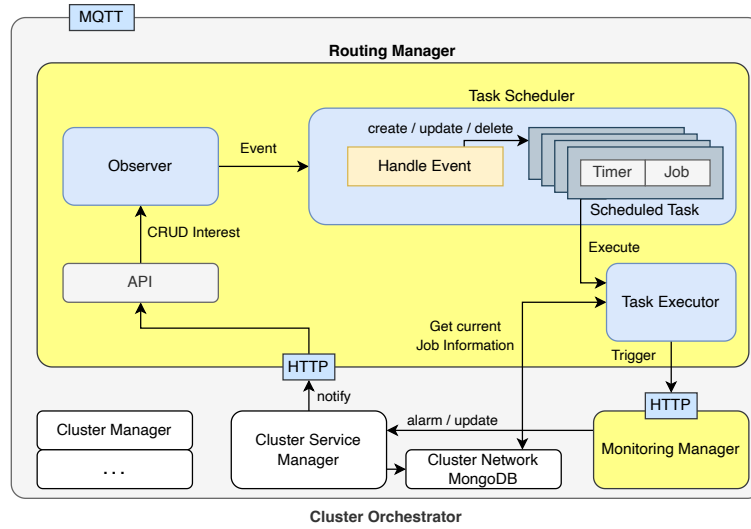 MQTT
Routing Manager
Task Scheduler
create / update / delete
Observer
Event
Handle Event
Timer
Job
Scheduled Task
CRUD Interest
Execute
API
Task Executor
Get current
Job Information
HTTP
Trigger
notify
HTTP
Cluster Manager
. . .
Cluster Service
Manager
alarm / update
Monitoring Manager
Cluster Network
MongoDB
Cluster Orchestrator